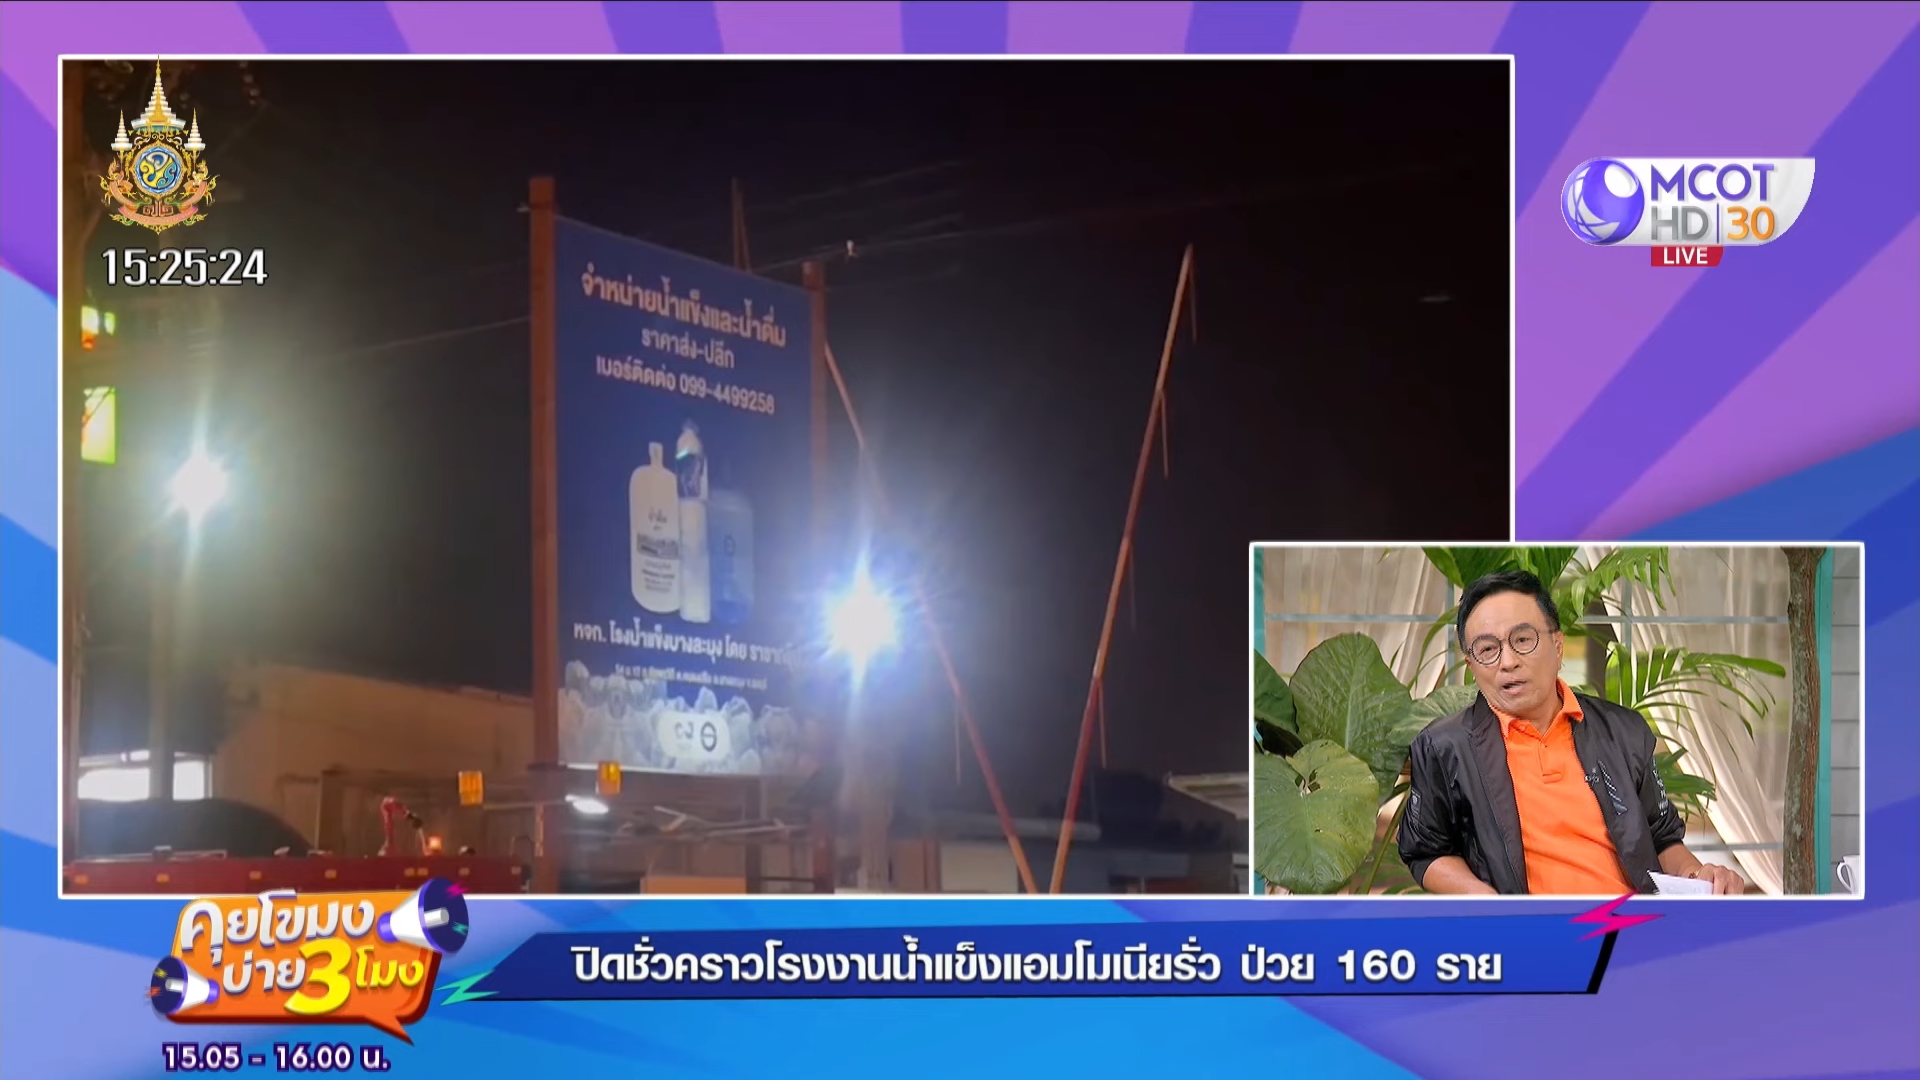 15:25:24
MCOT
HD 30
LIVE
จำหน่ายน้ำแข็งและน้ำดื่ม
ราคาส่ง-ปลีก
เบอร์ติดต่อ 099-4499258
หจก. โรงน้ำแข็งบางละมุง โดย
คุยโขมง
บ่าย 3 โมง
15.05 - 16.00 น.
ปิดชั่วคราวโรงงานน้ำแข็งแอมโมเนียรั่ว ป่วย 160 ราย